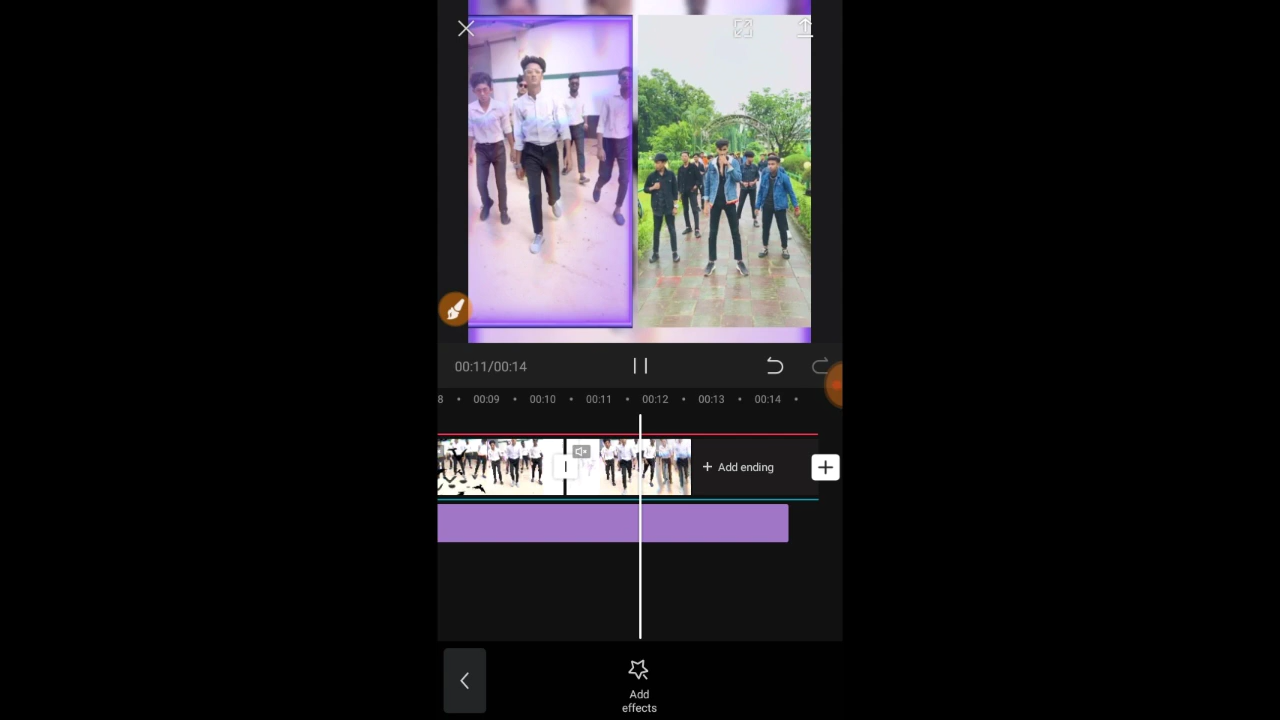 00:11/00:14
8 • 00:09 • 00:10 • 00:11 • 00:12 • 00:13 • 00:14 •
+ Add ending
Add
effects